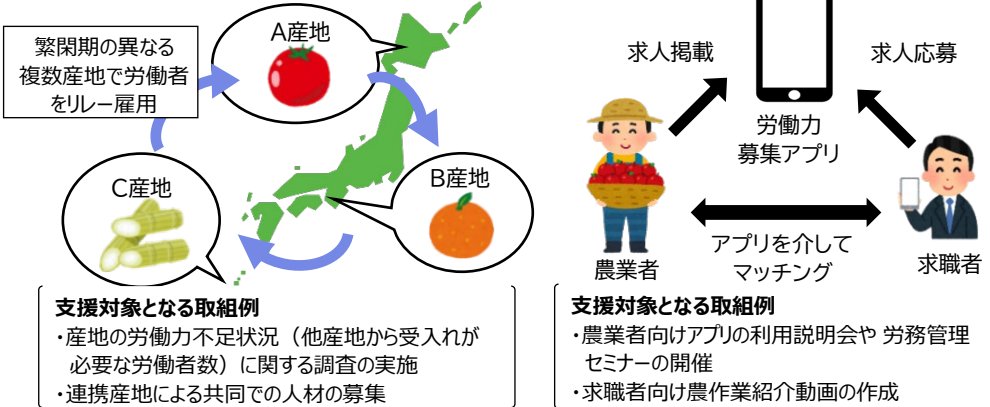 繁閑期の異なる
複数産地で労働者
をリレー雇用
A産地
B産地
C産地
支援対象となる取組例
・産地の労働力不足状況（他産地から受入れが
必要な労働者数）に関する調査の実施
・連携産地による共同での人材の募集
求人掲載
求人応募
労働力
募集アプリ
アプリを介して
マッチング
農業者
求職者
支援対象となる取組例
・農業者向けアプリの利用説明会や 労務管理
セミナーの開催
・求職者向け農作業紹介動画の作成